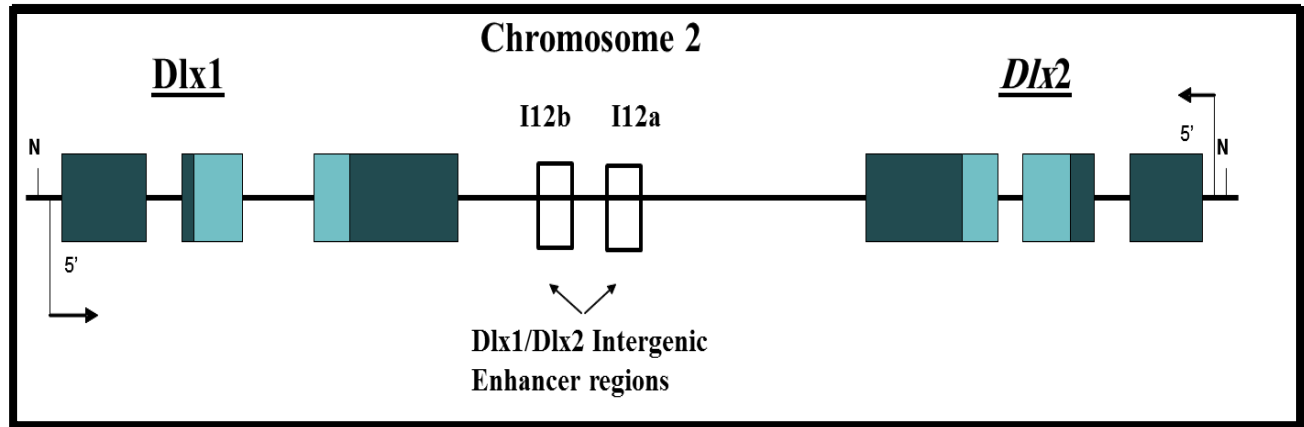 Chromosome 2
Dlx1
Dlx2
I12b
I12a
N
5’
N
5’
Dlx1/Dlx2 Intergenic
Enhancer regions